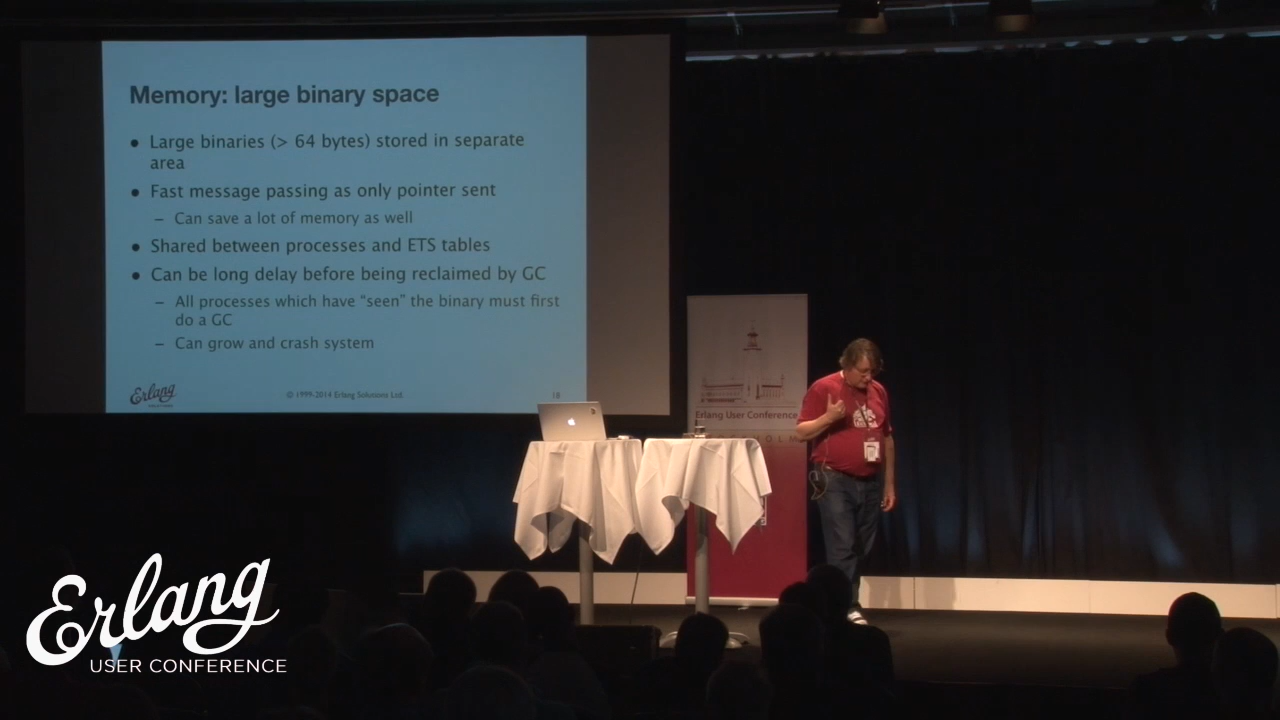 Memory: large binary space
● Large binaries (> 64 bytes) stored in separate
area
● Fast message passing as only pointer sent
– Can save a lot of memory as well
● Shared between processes and ETS tables
● Can be long delay before being reclaimed by GC
– All processes which have “seen” the binary must first
do a GC
– Can grow and crash system
Erlang
© 1999-2014 Erlang Solutions Ltd.
18
Erlang User Conference
Erlang
USER CONFERENCE